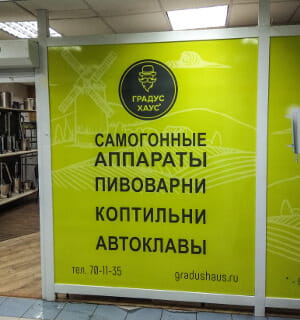 ГРАДУС
ХАУС
САМОГОННЫЕ
АППАРАТЫ
ПИВОВАРНИ
КОПТИЛЬНИ
АВТОКЛАВЫ
тел. 70-11-35
gradushaus.ru